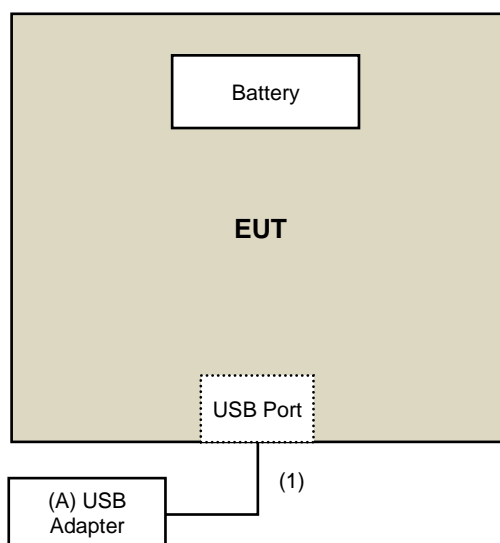 Battery
EUT
USB Port
(1)
(A) USB
Adapter